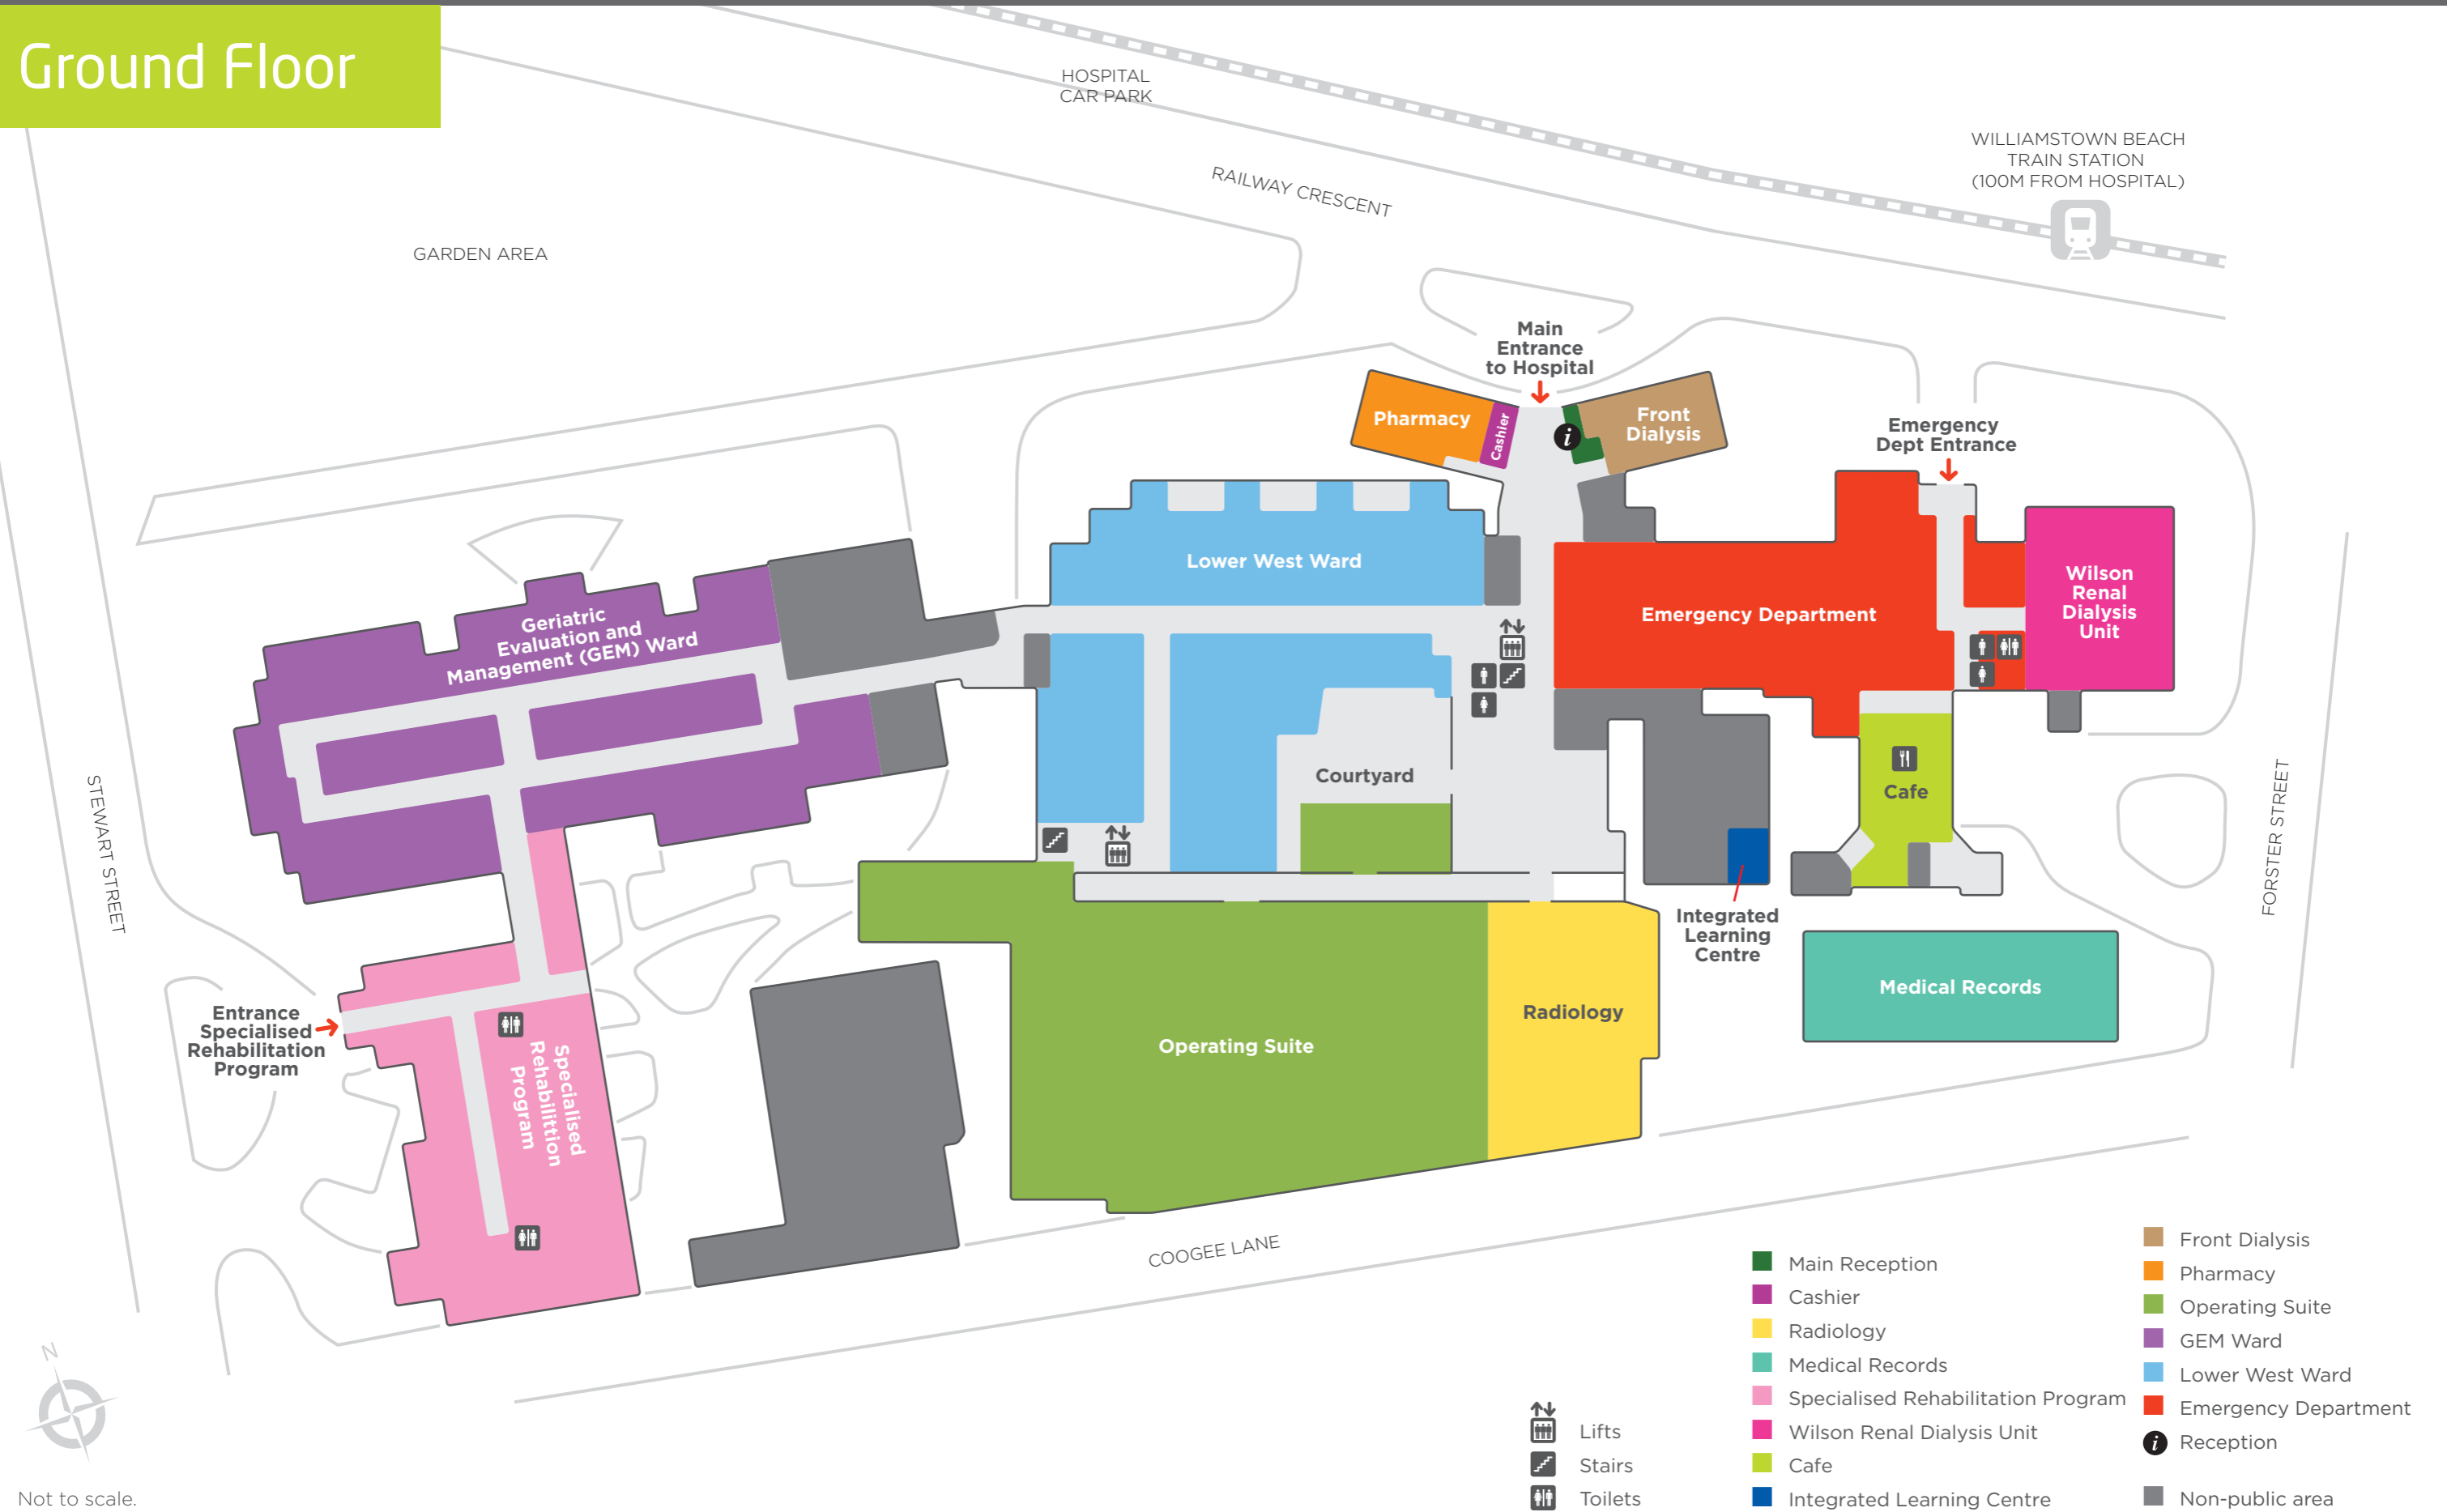 Ground Floor
HOSPITAL
CAR PARK
WILLIAMSTOWN BEACH
TRAIN STATION
(100M FROM HOSPITAL)
RAILWAY CRESCENT
GARDEN AREA
Main
Entrance
to Hospital
Pharmacy
Cashier
i
Front
Dialysis
Emergency
Dept Entrance
Lower West Ward
Wilson
Renal
Dialysis
Unit
Emergency Department
Geriatric
Evaluation and
Management (GEM) Ward
Courtyard
Cafe
STEWART STREET
FORSTER STREET
Integrated
Learning
Centre
Medical Records
Entrance
Specialised
Rehabilitation
Program
Specialised
Rehabilittion
Program
Operating Suite
Radiology
COOGEE LANE
N
Not to scale.
Lifts
Stairs
Toilets
Main Reception
Cashier
Radiology
Medical Records
Specialised Rehabilitation Program
Wilson Renal Dialysis Unit
Cafe
Integrated Learning Centre
Front Dialysis
Pharmacy
Operating Suite
GEM Ward
Lower West Ward
Emergency Department
i Reception
Non-public area